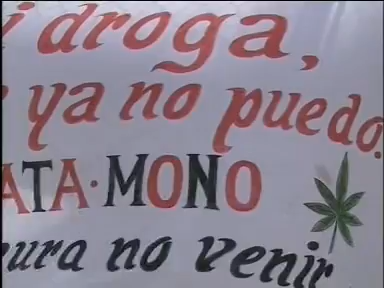 i droga,
ya no puedo.
ATA·MONO
ura no venir